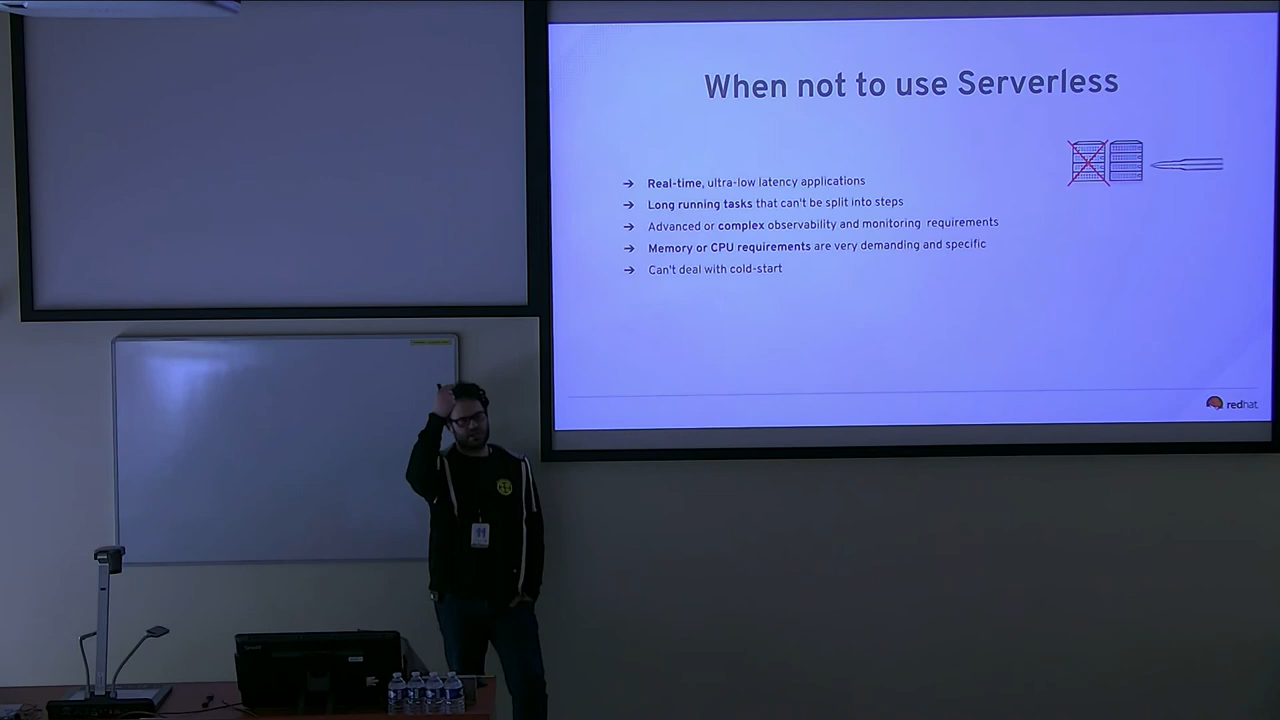 When not to use Serverless
→ Real-time, ultra-low latency applications
→ Long running tasks that can't be split into steps
→ Advanced or complex observability and monitoring requirements
→ Memory or CPU requirements are very demanding and specific
→ Can't deal with cold-start
redhat